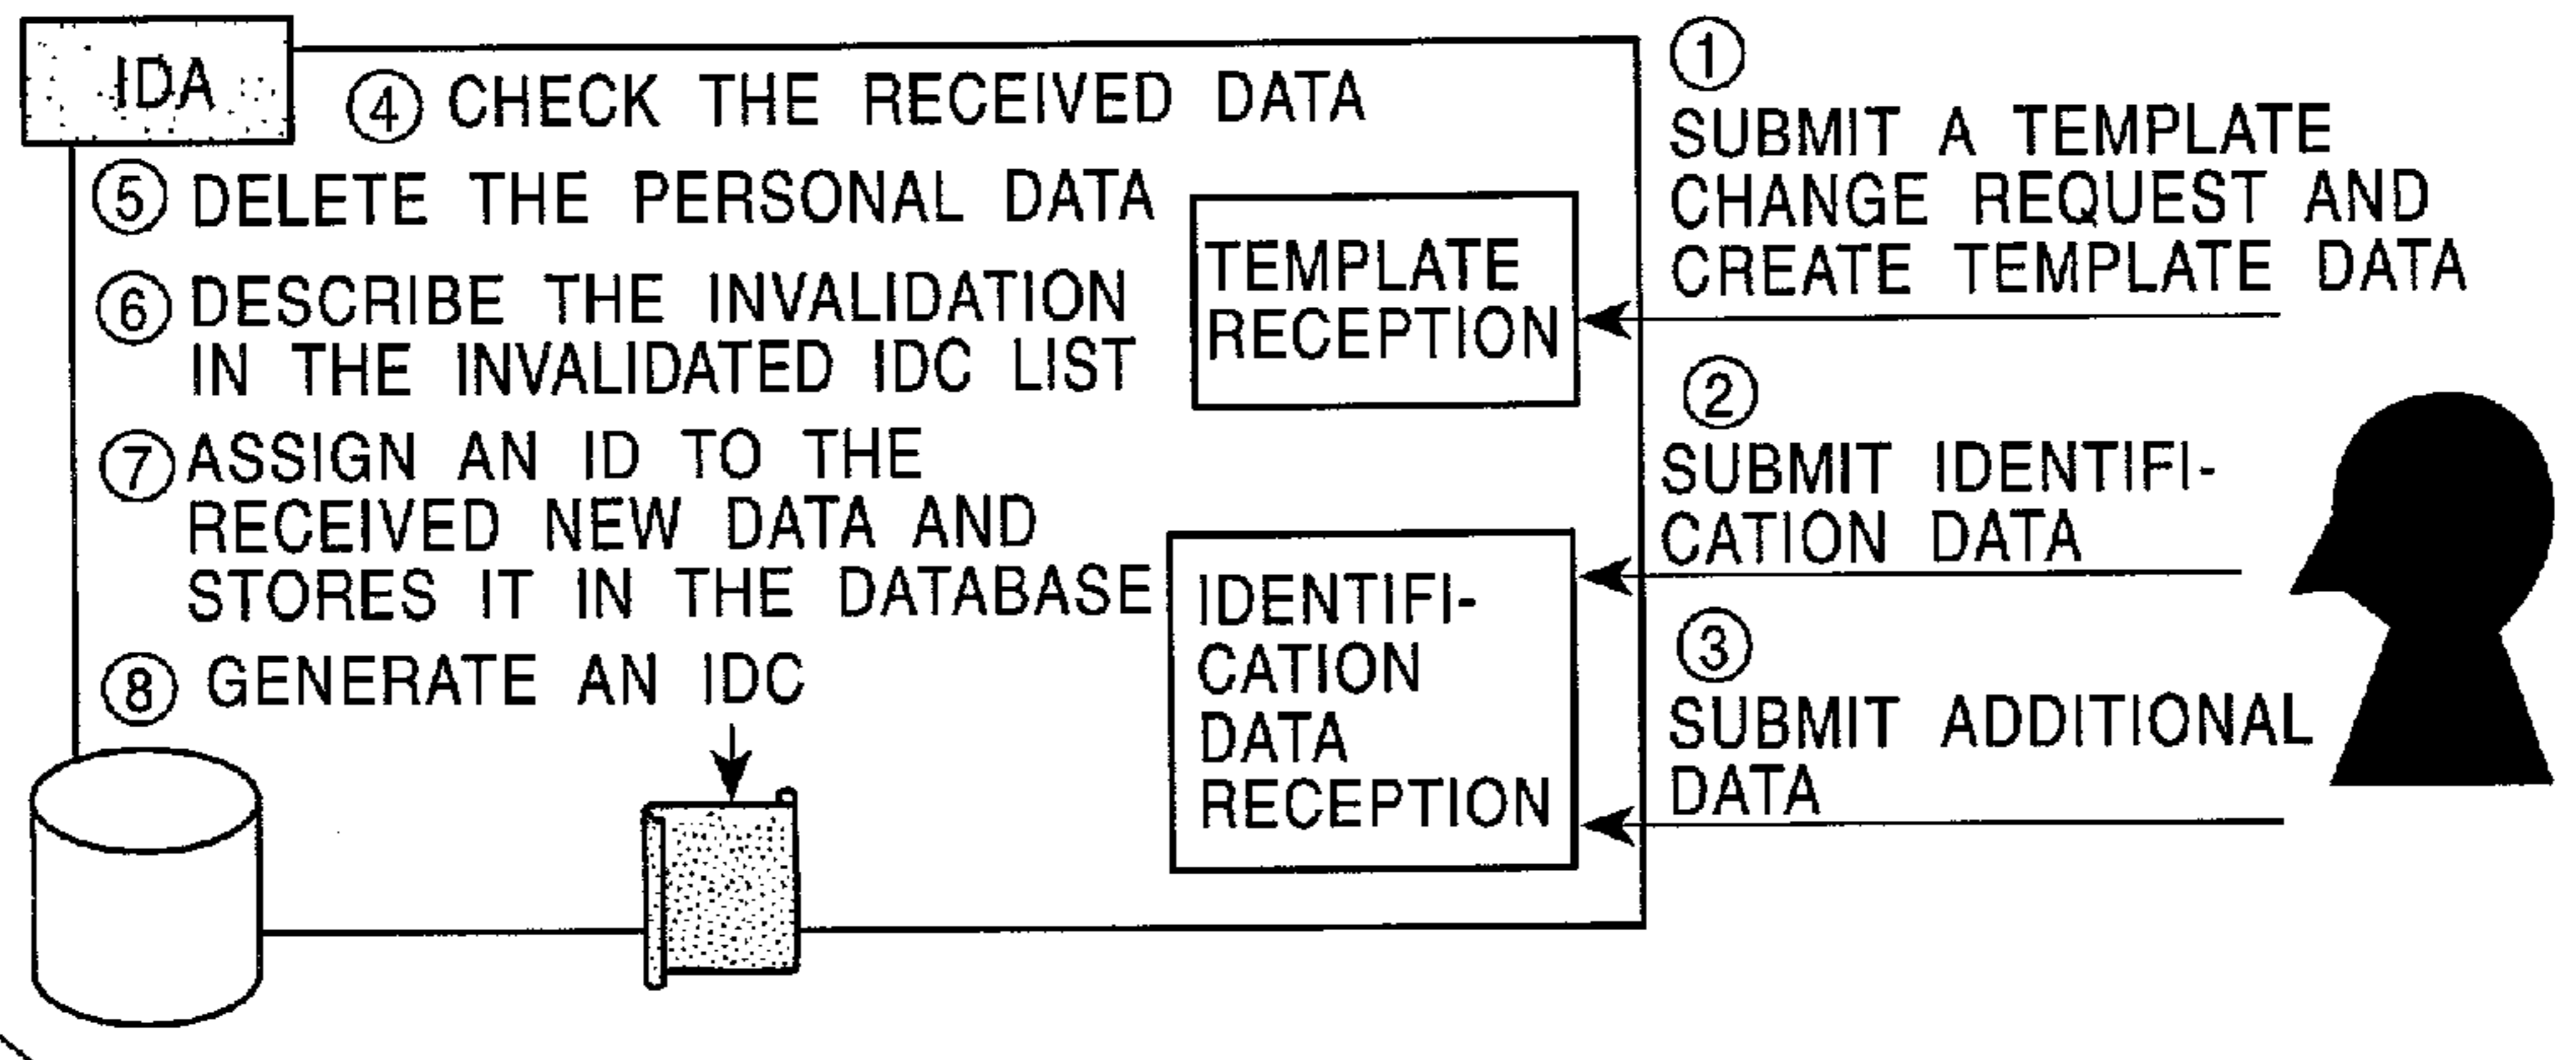 IDA
④ CHECK THE RECEIVED DATA
⑤ DELETE THE PERSONAL DATA
⑥ DESCRIBE THE INVALIDATION
IN THE INVALIDATED IDC LIST
⑦ ASSIGN AN ID TO THE
RECEIVED NEW DATA AND
STORES IT IN THE DATABASE
⑧ GENERATE AN IDC
TEMPLATE
RECEPTION
IDENTIFI-
CATION
DATA
RECEPTION
①
SUBMIT A TEMPLATE
CHANGE REQUEST AND
CREATE TEMPLATE DATA
②
SUBMIT IDENTIFI-
CATION DATA
③
SUBMIT ADDITIONAL
DATA